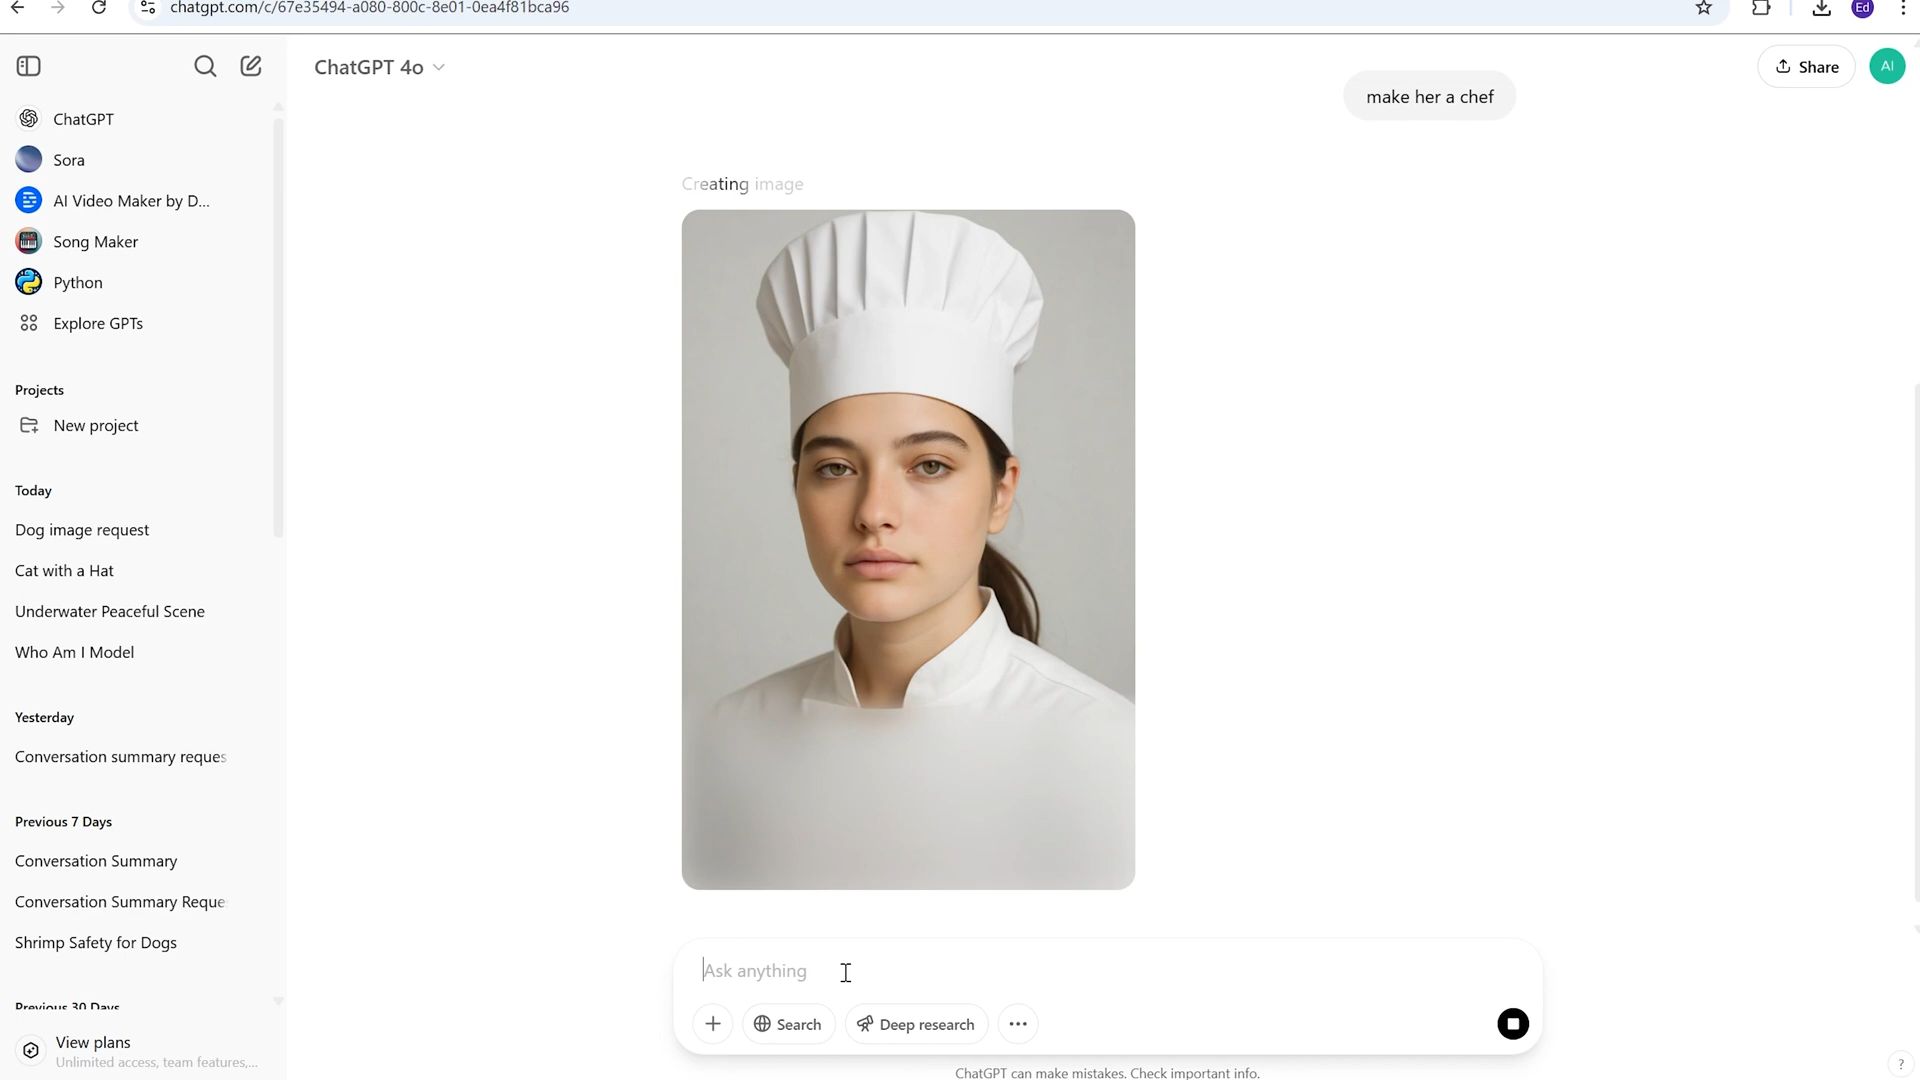 chatgpt.com/c/67e35494-a080-800c-8e01-0ea4f81bca96
Ed
ChatGPT 4o
Share
AI
ChatGPT
Sora
AI Video Maker by D...
Song Maker
Python
Explore GPTs
Projects
New project
Today
Dog image request
Cat with a Hat
Underwater Peaceful Scene
Who Am I Model
Yesterday
Conversation summary reques
Previous 7 Days
Conversation Summary
Conversation Summary Reque
Shrimp Safety for Dogs
Previous 30 Days
View plans
Unlimited access, team features,...
make her a chef
Creating image
Ask anything
Search
Deep research
ChatGPT can make mistakes. Check important info.
?